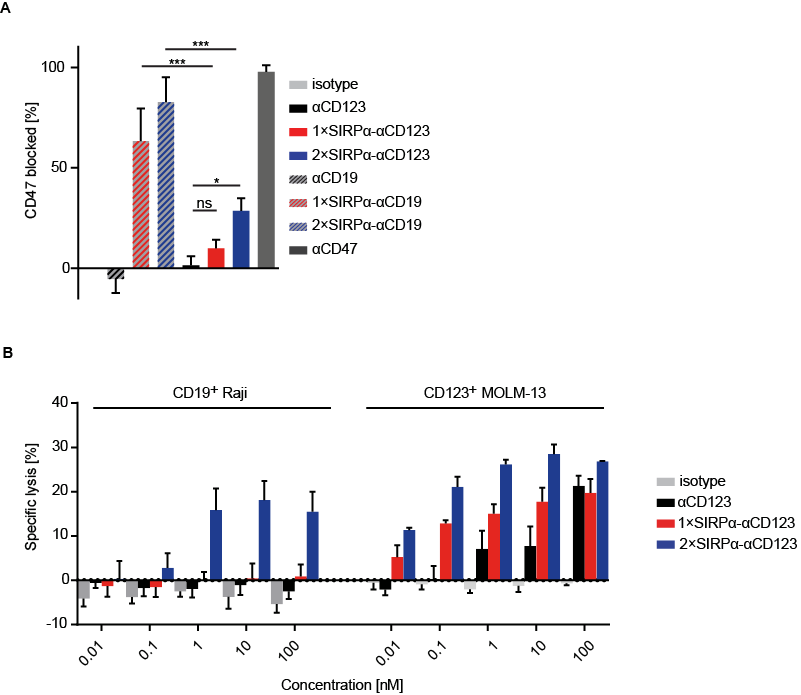 A
CD47 blocked [%]
100
50
0
***
***
*
ns
isotype
αCD123
1×SIRPα-αCD123
2×SIRPα-αCD123
αCD19
1×SIRPα-αCD19
2×SIRPα-αCD19
αCD47
B
CD19+ Raji
CD123+ MOLM-13
Specific lysis [%]
40
30
20
10
0
-10
0.01
0.1
1
10
100
0.01
0.1
1
10
100
Concentration [nM]
isotype
αCD123
1×SIRPα-αCD123
2×SIRPα-αCD123